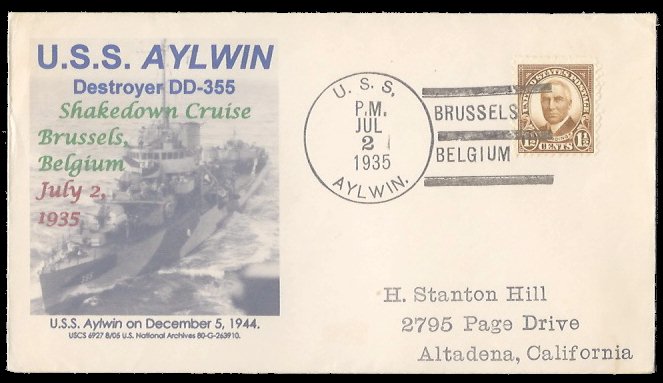 U.S.S. AYLWIN
Destroyer DD-355
Shakedown Cruise
Brussels,
Belgium
July 2,
1935
U.S.S. Aylwin on December 5, 1944.
USCS 6927 8/05 U.S. National Archives 80-G-263910.
U. S. S.
P.M.
JUL
2
1935
AYLWIN.
BRUSSELS
BELGIUM
UNITED STATES POSTAGE
1½ CENTS 1½
H. Stanton Hill
2795 Page Drive
Altadena, California